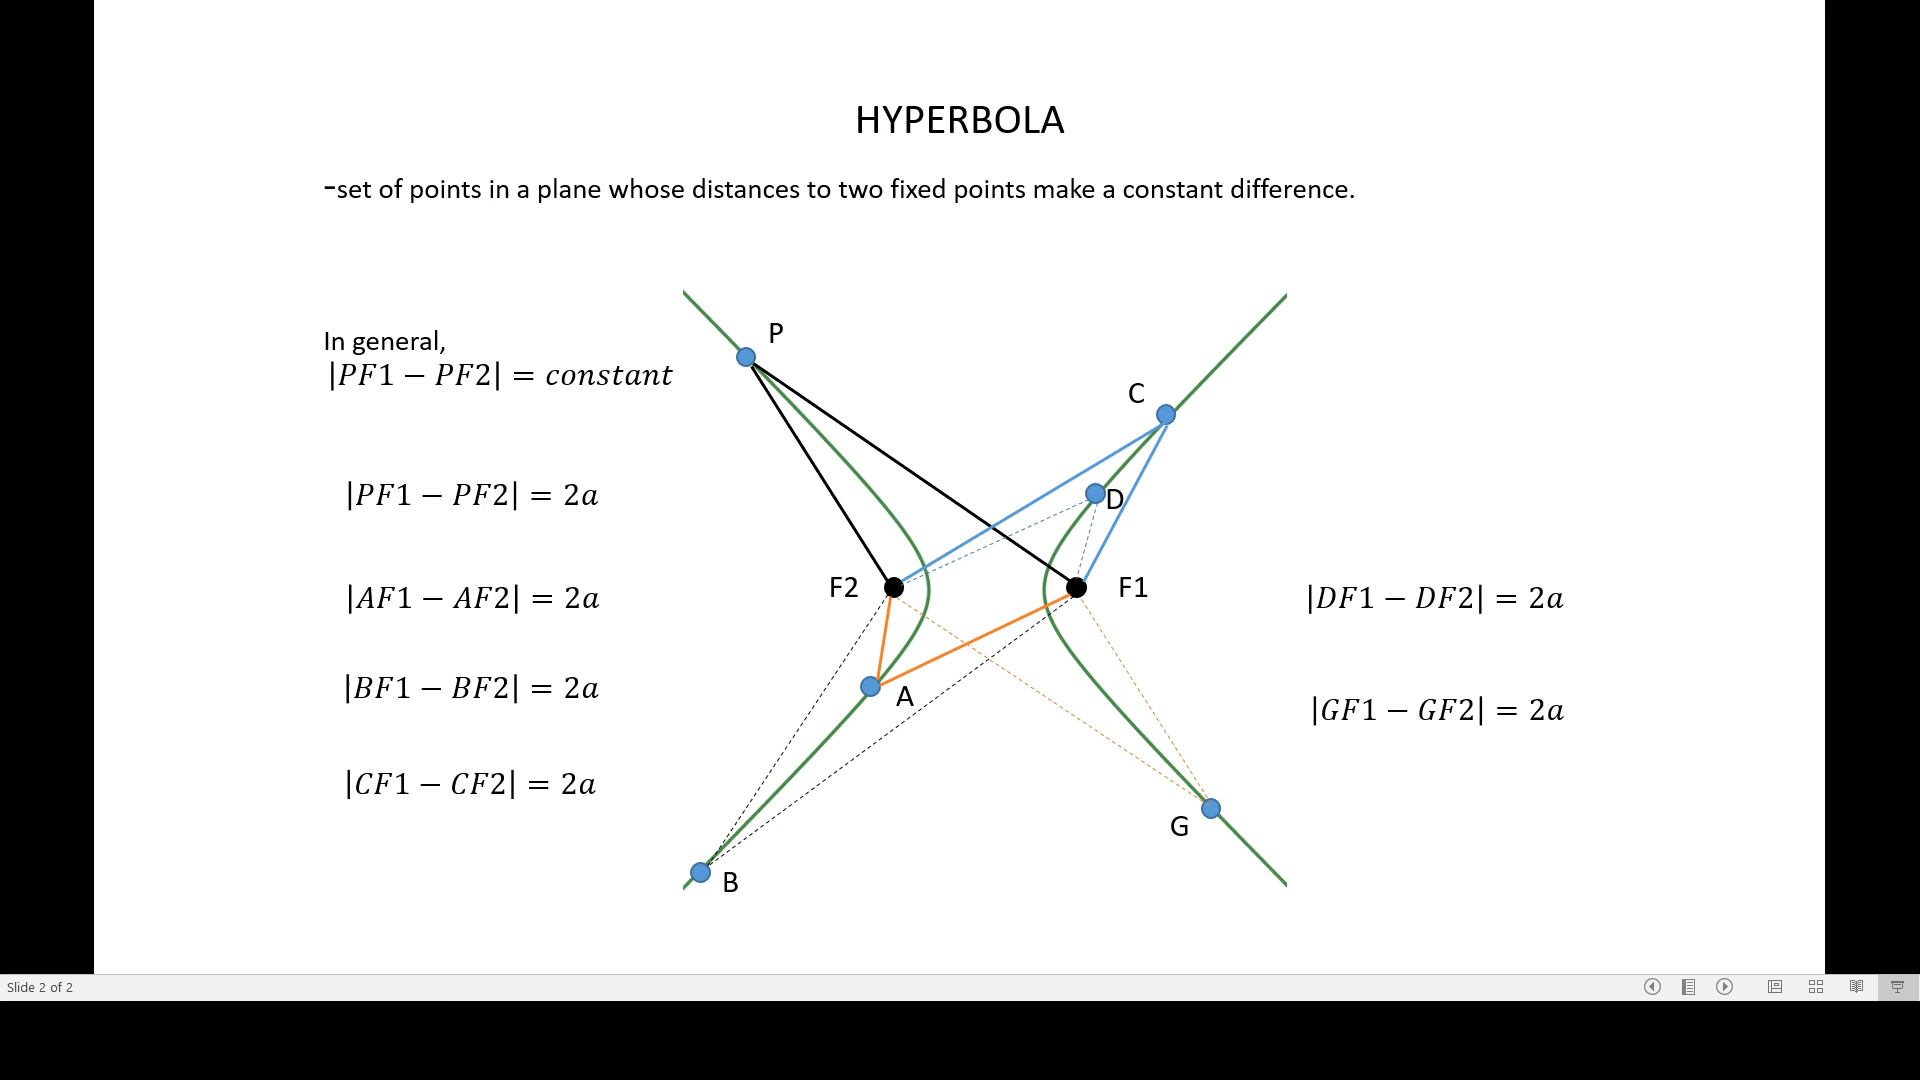 HYPERBOLA
-set of points in a plane whose distances to two fixed points make a constant difference.
In general,
|PF1 − PF2| = constant
|PF1 − PF2| = 2a
|AF1 − AF2| = 2a
|BF1 − BF2| = 2a
|CF1 − CF2| = 2a
P
C
D
F2
F1
A
B
G
|DF1 − DF2| = 2a
|GF1 − GF2| = 2a
Slide 2 of 2